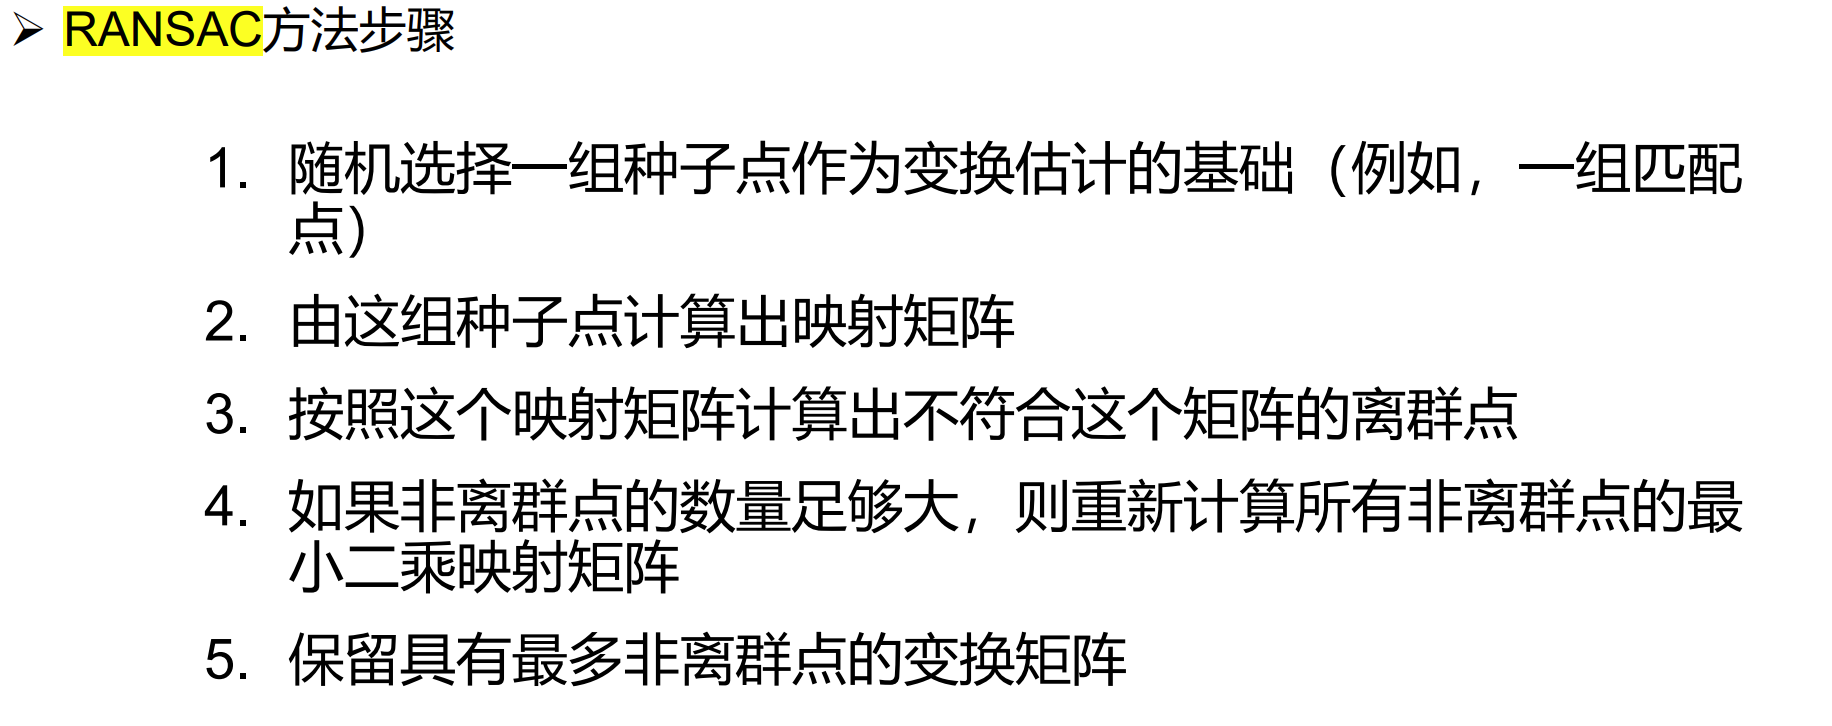 ➢ RANSAC方法步骤
1. 随机选择一组种子点作为变换估计的基础（例如，一组匹配
点）
2. 由这组种子点计算出映射矩阵
3. 按照这个映射矩阵计算出不符合这个矩阵的离群点
4. 如果非离群点的数量足够大，则重新计算所有非离群点的最
小二乘映射矩阵
5. 保留具有最多非离群点的变换矩阵